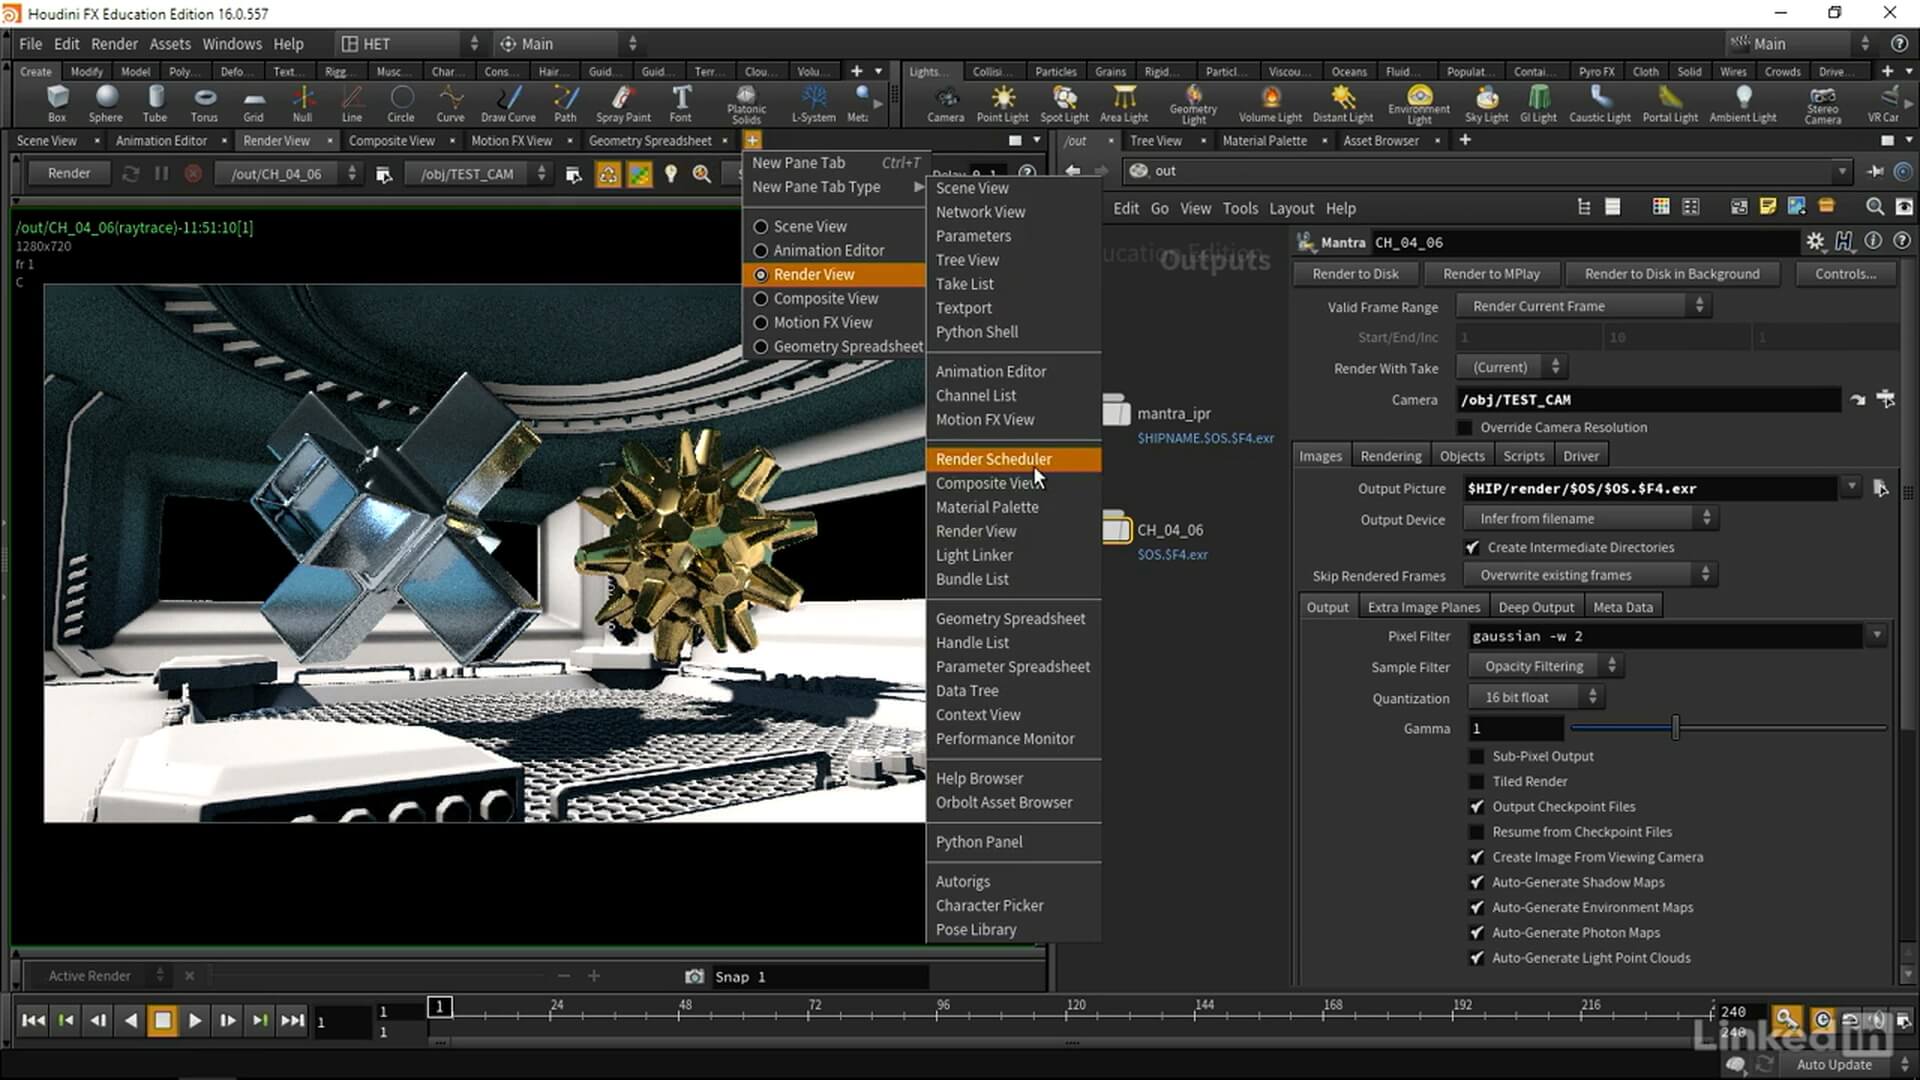 Houdini FX Education Edition 16.0.557
File Edit Render Assets Windows Help HET Main Main
Create Modify Model Poly... Defo... Text... Rigg... Musc... Char... Cons... Hair... Guid... Guid... Terr... Clou... Volu... Lights... Collisi... Particles Grains Rigid... Particl... Viscou... Oceans Fluid... Populat... Contai... Pyro FX Cloth Solid Wires Crowds Drive...
Box Sphere Tube Torus Grid Null Line Circle Curve Draw Curve Path Spray Paint Font Platonic Solids L-System Meta Camera Point Light Spot Light Area Light Geometry Light Volume Light Distant Light Environment Light Sky Light GI Light Caustic Light Portal Light Ambient Light Stereo Camera VR Car
Scene View Animation Editor Render View Composite View Motion FX View Geometry Spreadsheet /out Tree View Material Palette Asset Browser
Render /out/CH_04_06 /obj/TEST_CAM out
New Pane Tab Ctrl+T
New Pane Tab Type
Scene View
Animation Editor
Render View
Composite View
Motion FX View
Geometry Spreadsheet
Scene View
Network View
Parameters
Tree View
Take List
Textport
Python Shell
Animation Editor
Channel List
Motion FX View
Render Scheduler
Composite View
Material Palette
Render View
Light Linker
Bundle List
Geometry Spreadsheet
Handle List
Parameter Spreadsheet
Data Tree
Context View
Performance Monitor
Help Browser
Orbolt Asset Browser
Python Panel
Autorigs
Character Picker
Pose Library
/out/CH_04_06(raytrace)-11:51:10[1]
1280x720
fr 1
C
Edit Go View Tools Layout Help
Outputs
mantra_ipr
$HIPNAME.$OS.$F4.exr
CH_04_06
$OS.$F4.exr
Mantra CH_04_06
Render to Disk Render to MPlay Render to Disk in Background Controls...
Valid Frame Range Render Current Frame
Start/End/Inc 1 10 1
Render With Take (Current)
Camera /obj/TEST_CAM
Override Camera Resolution
Images Rendering Objects Scripts Driver
Output Picture $HIP/render/$OS/$OS.$F4.exr
Output Device Infer from filename
Create Intermediate Directories
Skip Rendered Frames Overwrite existing frames
Output Extra Image Planes Deep Output Meta Data
Pixel Filter gaussian -w 2
Sample Filter Opacity Filtering
Quantization 16 bit float
Gamma 1
Sub-Pixel Output
Tiled Render
Output Checkpoint Files
Resume from Checkpoint Files
Create Image From Viewing Camera
Auto-Generate Shadow Maps
Auto-Generate Environment Maps
Auto-Generate Photon Maps
Auto-Generate Light Point Clouds
Active Render Snap 1
1 1 1 1 24 48 72 96 120 144 168 192 216 240
240
LinkedIn
Auto Update